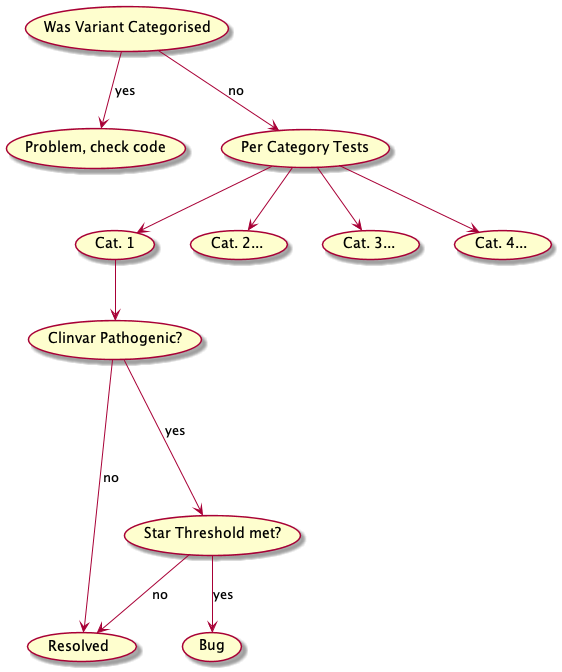 Was Variant Categorised
yes
no
Problem, check code
Per Category Tests
Cat. 1
Cat. 2...
Cat. 3...
Cat. 4...
Clinvar Pathogenic?
yes
no
Star Threshold met?
no
yes
Resolved
Bug